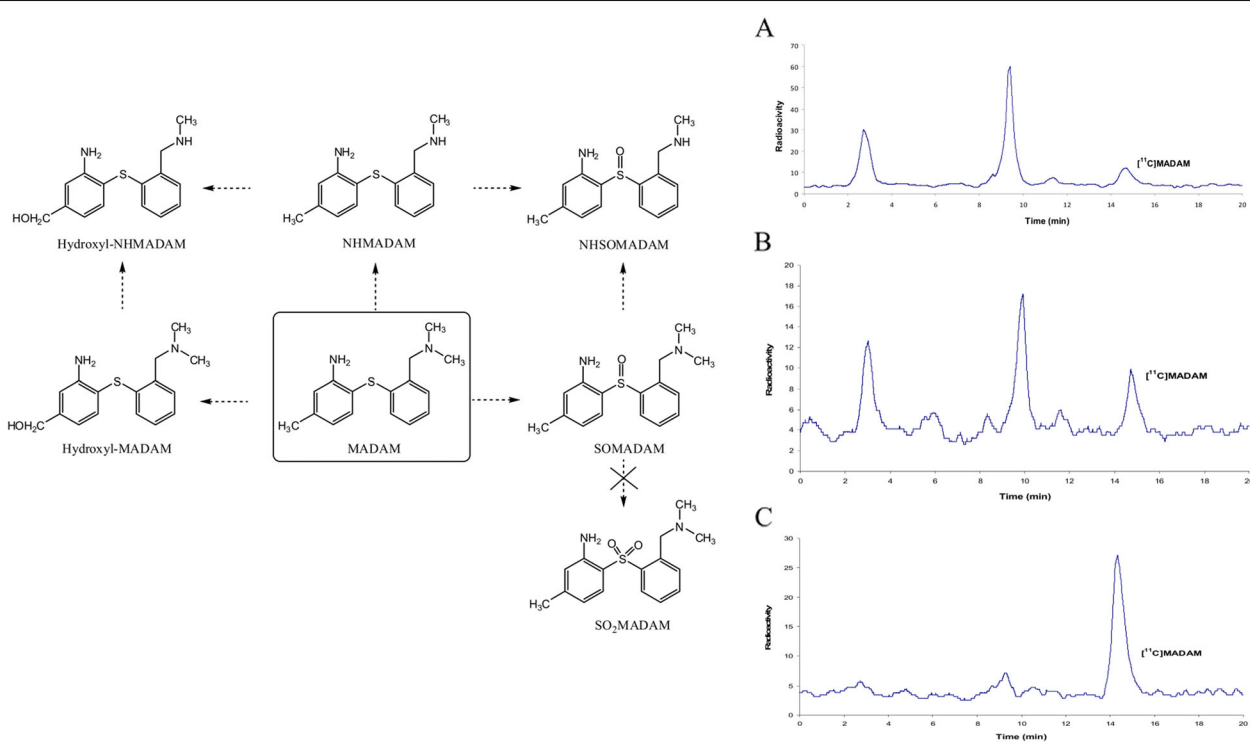 CH₃
NH
NH₂
S
HOH₂C
Hydroxyl-NHMADAM
CH₃
NH
NH₂
S
H₃C
NHMADAM
CH₃
NH
NH₂
O
S
H₃C
NHSOMADAM
CH₃
N
CH₃
NH₂
S
HOH₂C
Hydroxyl-MADAM
CH₃
N
CH₃
NH₂
S
H₃C
MADAM
CH₃
N
CH₃
NH₂
O
S
H₃C
SOMADAM
CH₃
N
CH₃
NH₂
O O
S
H₃C
SO₂MADAM
A
70
60
50
40
30
20
10
0
Radioacivity
[¹¹C]MADAM
0 2 4 6 8 10 12 14 16 18 20
Time (min)
B
20
18
16
14
12
10
8
6
4
2
0
Radioactivity
[¹¹C]MADAM
0 2 4 6 8 10 12 14 16 18 20
Time (min)
C
30
25
20
15
10
5
0
Radioactivity
[¹¹C]MADAM
0 2 4 6 8 10 12 14 16 18 20
Time (min)